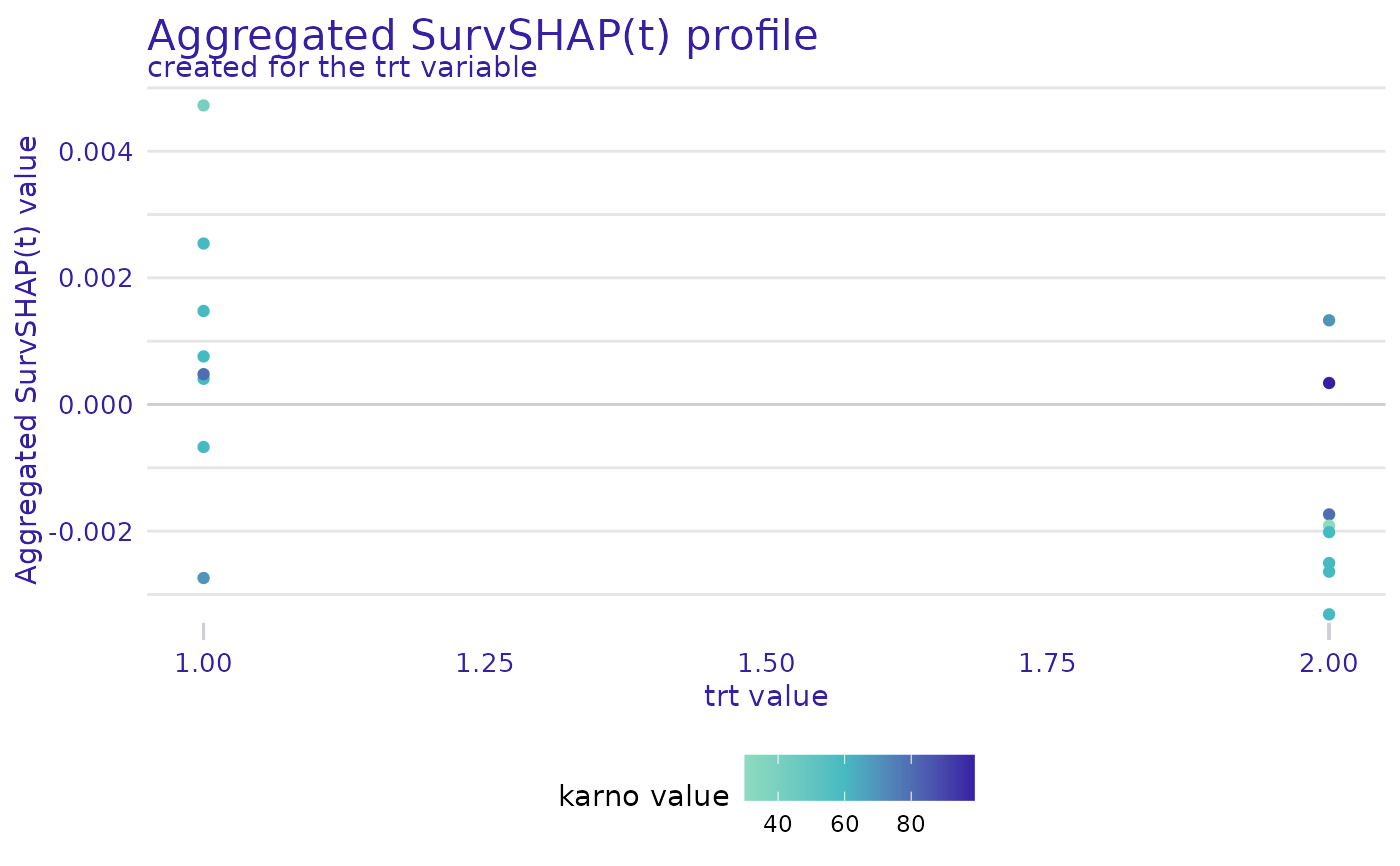 Aggregated SurvSHAP(t) profile
created for the trt variable
Aggregated SurvSHAP(t) value
0.004
0.002
0.000
-0.002
1.00 1.25 1.50 1.75 2.00
trt value
karno value
40 60 80